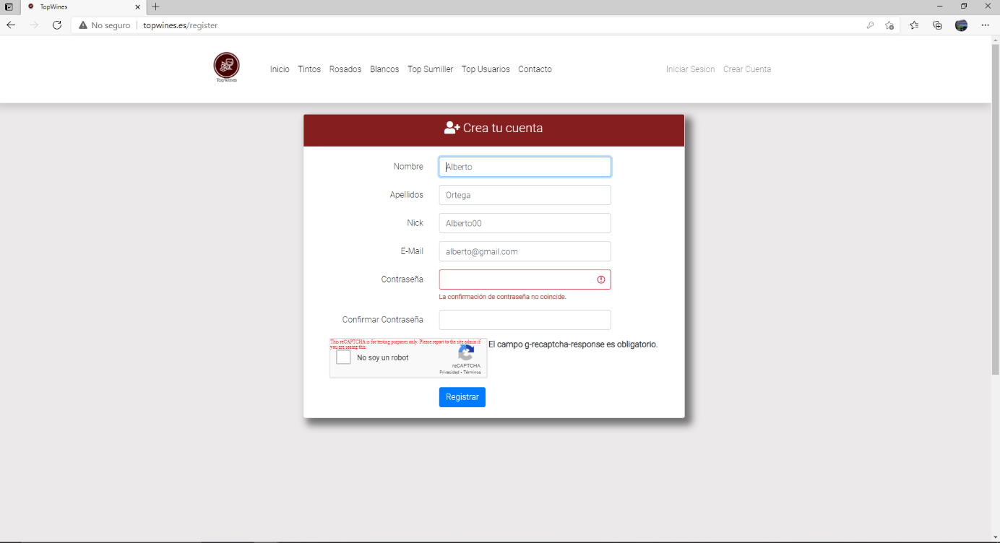 TopWines
No seguro topwines.es/register
TopWines
Inicio Tintos Rosados Blancos Top Sumiller Top Usuarios Contacto Iniciar Sesion Crear Cuenta
Crea tu cuenta
Nombre Alberto
Apellidos Ortega
Nick Alberto00
E-Mail alberto@gmail.com
Contraseña
La confirmación de contraseña no coincide.
Confirmar Contraseña
This reCAPTCHA is for testing purposes only. Please report to the site admin if
you are seeing this.
El campo g-recaptcha-response es obligatorio.
No soy un robot
reCAPTCHA
Privacidad - Términos
Registrar